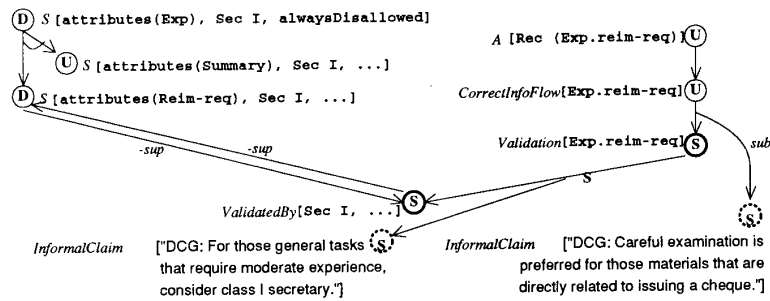 D S [attributes(Exp), Sec I, alwaysDisallowed]
A [Rec (Exp.reim-req)] U
U S [attributes(Summary), Sec I, ...]
D S [attributes(Reim-req), Sec I, ...]
CorrectInfoFlow[Exp.reim-req] U
Validation[Exp.reim-req] S
sub
-sup
-sup
S
ValidatedBy[Sec I, ...] S
S
S
InformalClaim ["DCG: For those general tasks
that require moderate experience,
consider class I secretary."]
InformalClaim ["DCG: Careful examination is
preferred for those materials that are
directly related to issuing a cheque."]